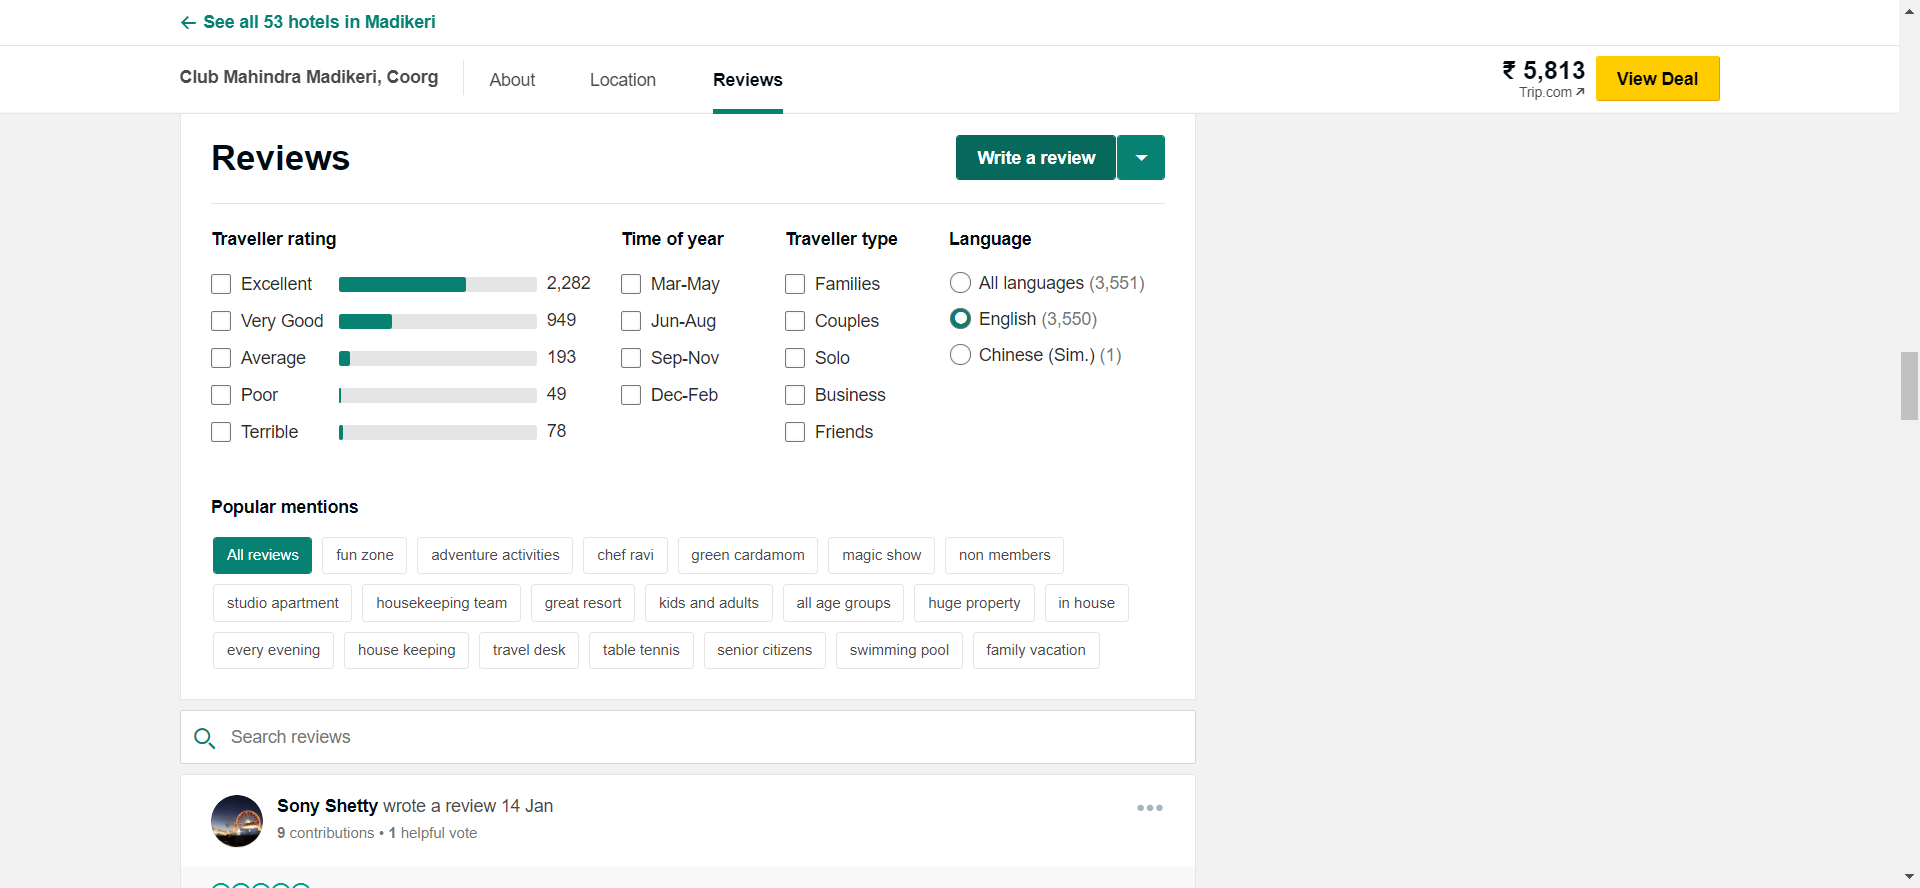 See all 53 hotels in Madikeri
Club Mahindra Madikeri, Coorg
About
Location
Reviews
₹ 5,813
Trip.com
View Deal
Reviews
Write a review
Traveller rating
Excellent 2,282
Very Good 949
Average 193
Poor 49
Terrible 78
Time of year
Mar-May
Jun-Aug
Sep-Nov
Dec-Feb
Traveller type
Families
Couples
Solo
Business
Friends
Language
All languages (3,551)
English (3,550)
Chinese (Sim.) (1)
Popular mentions
All reviews fun zone adventure activities chef ravi green cardamom magic show non members
studio apartment housekeeping team great resort kids and adults all age groups huge property in house
every evening house keeping travel desk table tennis senior citizens swimming pool family vacation
Search reviews
Sony Shetty wrote a review 14 Jan
9 contributions • 1 helpful vote